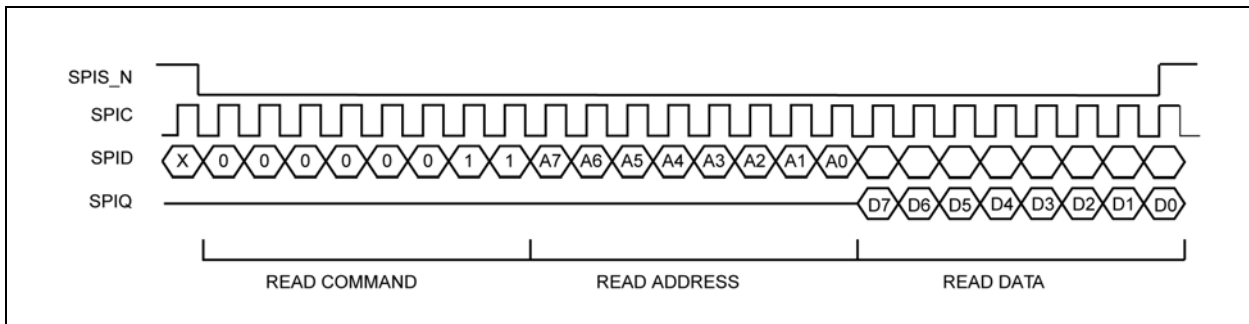 SPIS_N
SPIC
SPID X 0 0 0 0 0 0 1 1 A7 A6 A5 A4 A3 A2 A1 A0
SPIQ D7 D6 D5 D4 D3 D2 D1 D0
READ COMMAND READ ADDRESS READ DATA